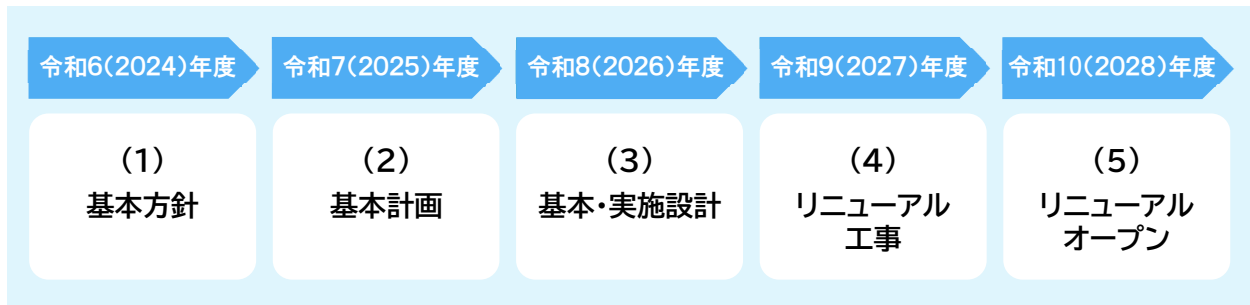 令和6(2024)年度
令和7(2025)年度
令和8(2026)年度
令和9(2027)年度
令和10(2028)年度
(1)
基本方針
(2)
基本計画
(3)
基本・実施設計
(4)
リニューアル
工事
(5)
リニューアル
オープン